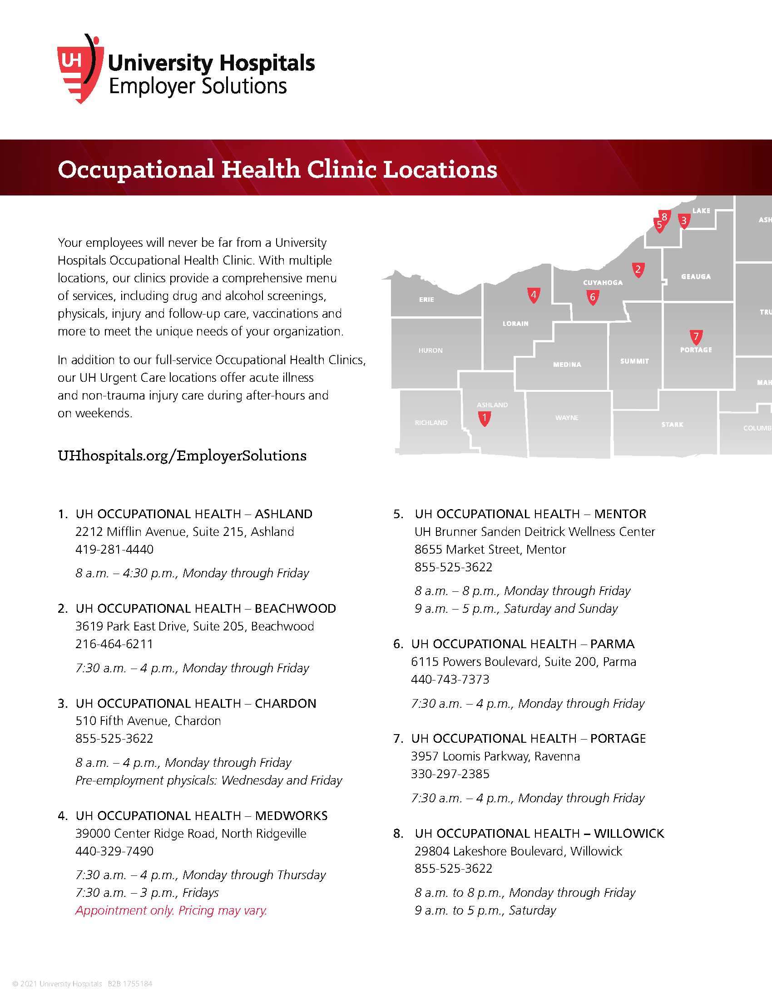 UH
University Hospitals
Employer Solutions
Occupational Health Clinic Locations
Your employees will never be far from a University
Hospitals Occupational Health Clinic. With multiple
locations, our clinics provide a comprehensive menu
of services, including drug and alcohol screenings,
physicals, injury and follow-up care, vaccinations and
more to meet the unique needs of your organization.
In addition to our full-service Occupational Health Clinics,
our UH Urgent Care locations offer acute illness
and non-trauma injury care during after-hours and
on weekends.
UHhospitals.org/EmployerSolutions
LAKE
8
3
5
ASH
2
GEAUGA
CUYAHOGA
4
6
ERIE
TRU
LORAIN
7
PORTAGE
HURON
SUMMIT
MEDINA
MAH
ASHLAND
1
WAYNE
RICHLAND
STARK
COLUMB
1. UH OCCUPATIONAL HEALTH – ASHLAND
2212 Mifflin Avenue, Suite 215, Ashland
419-281-4440
8 a.m. – 4:30 p.m., Monday through Friday
2. UH OCCUPATIONAL HEALTH – BEACHWOOD
3619 Park East Drive, Suite 205, Beachwood
216-464-6211
7:30 a.m. – 4 p.m., Monday through Friday
3. UH OCCUPATIONAL HEALTH – CHARDON
510 Fifth Avenue, Chardon
855-525-3622
8 a.m. – 4 p.m., Monday through Friday
Pre-employment physicals: Wednesday and Friday
4. UH OCCUPATIONAL HEALTH – MEDWORKS
39000 Center Ridge Road, North Ridgeville
440-329-7490
7:30 a.m. – 4 p.m., Monday through Thursday
7:30 a.m. – 3 p.m., Fridays
Appointment only. Pricing may vary.
5. UH OCCUPATIONAL HEALTH – MENTOR
UH Brunner Sanden Deitrick Wellness Center
8655 Market Street, Mentor
855-525-3622
8 a.m. – 8 p.m., Monday through Friday
9 a.m. – 5 p.m., Saturday and Sunday
6. UH OCCUPATIONAL HEALTH – PARMA
6115 Powers Boulevard, Suite 200, Parma
440-743-7373
7:30 a.m. – 4 p.m., Monday through Friday
7. UH OCCUPATIONAL HEALTH – PORTAGE
3957 Loomis Parkway, Ravenna
330-297-2385
7:30 a.m. – 4 p.m., Monday through Friday
8. UH OCCUPATIONAL HEALTH – WILLOWICK
29804 Lakeshore Boulevard, Willowick
855-525-3622
8 a.m. to 8 p.m., Monday through Friday
9 a.m. to 5 p.m., Saturday
© 2021 University Hospitals B2B 1755184